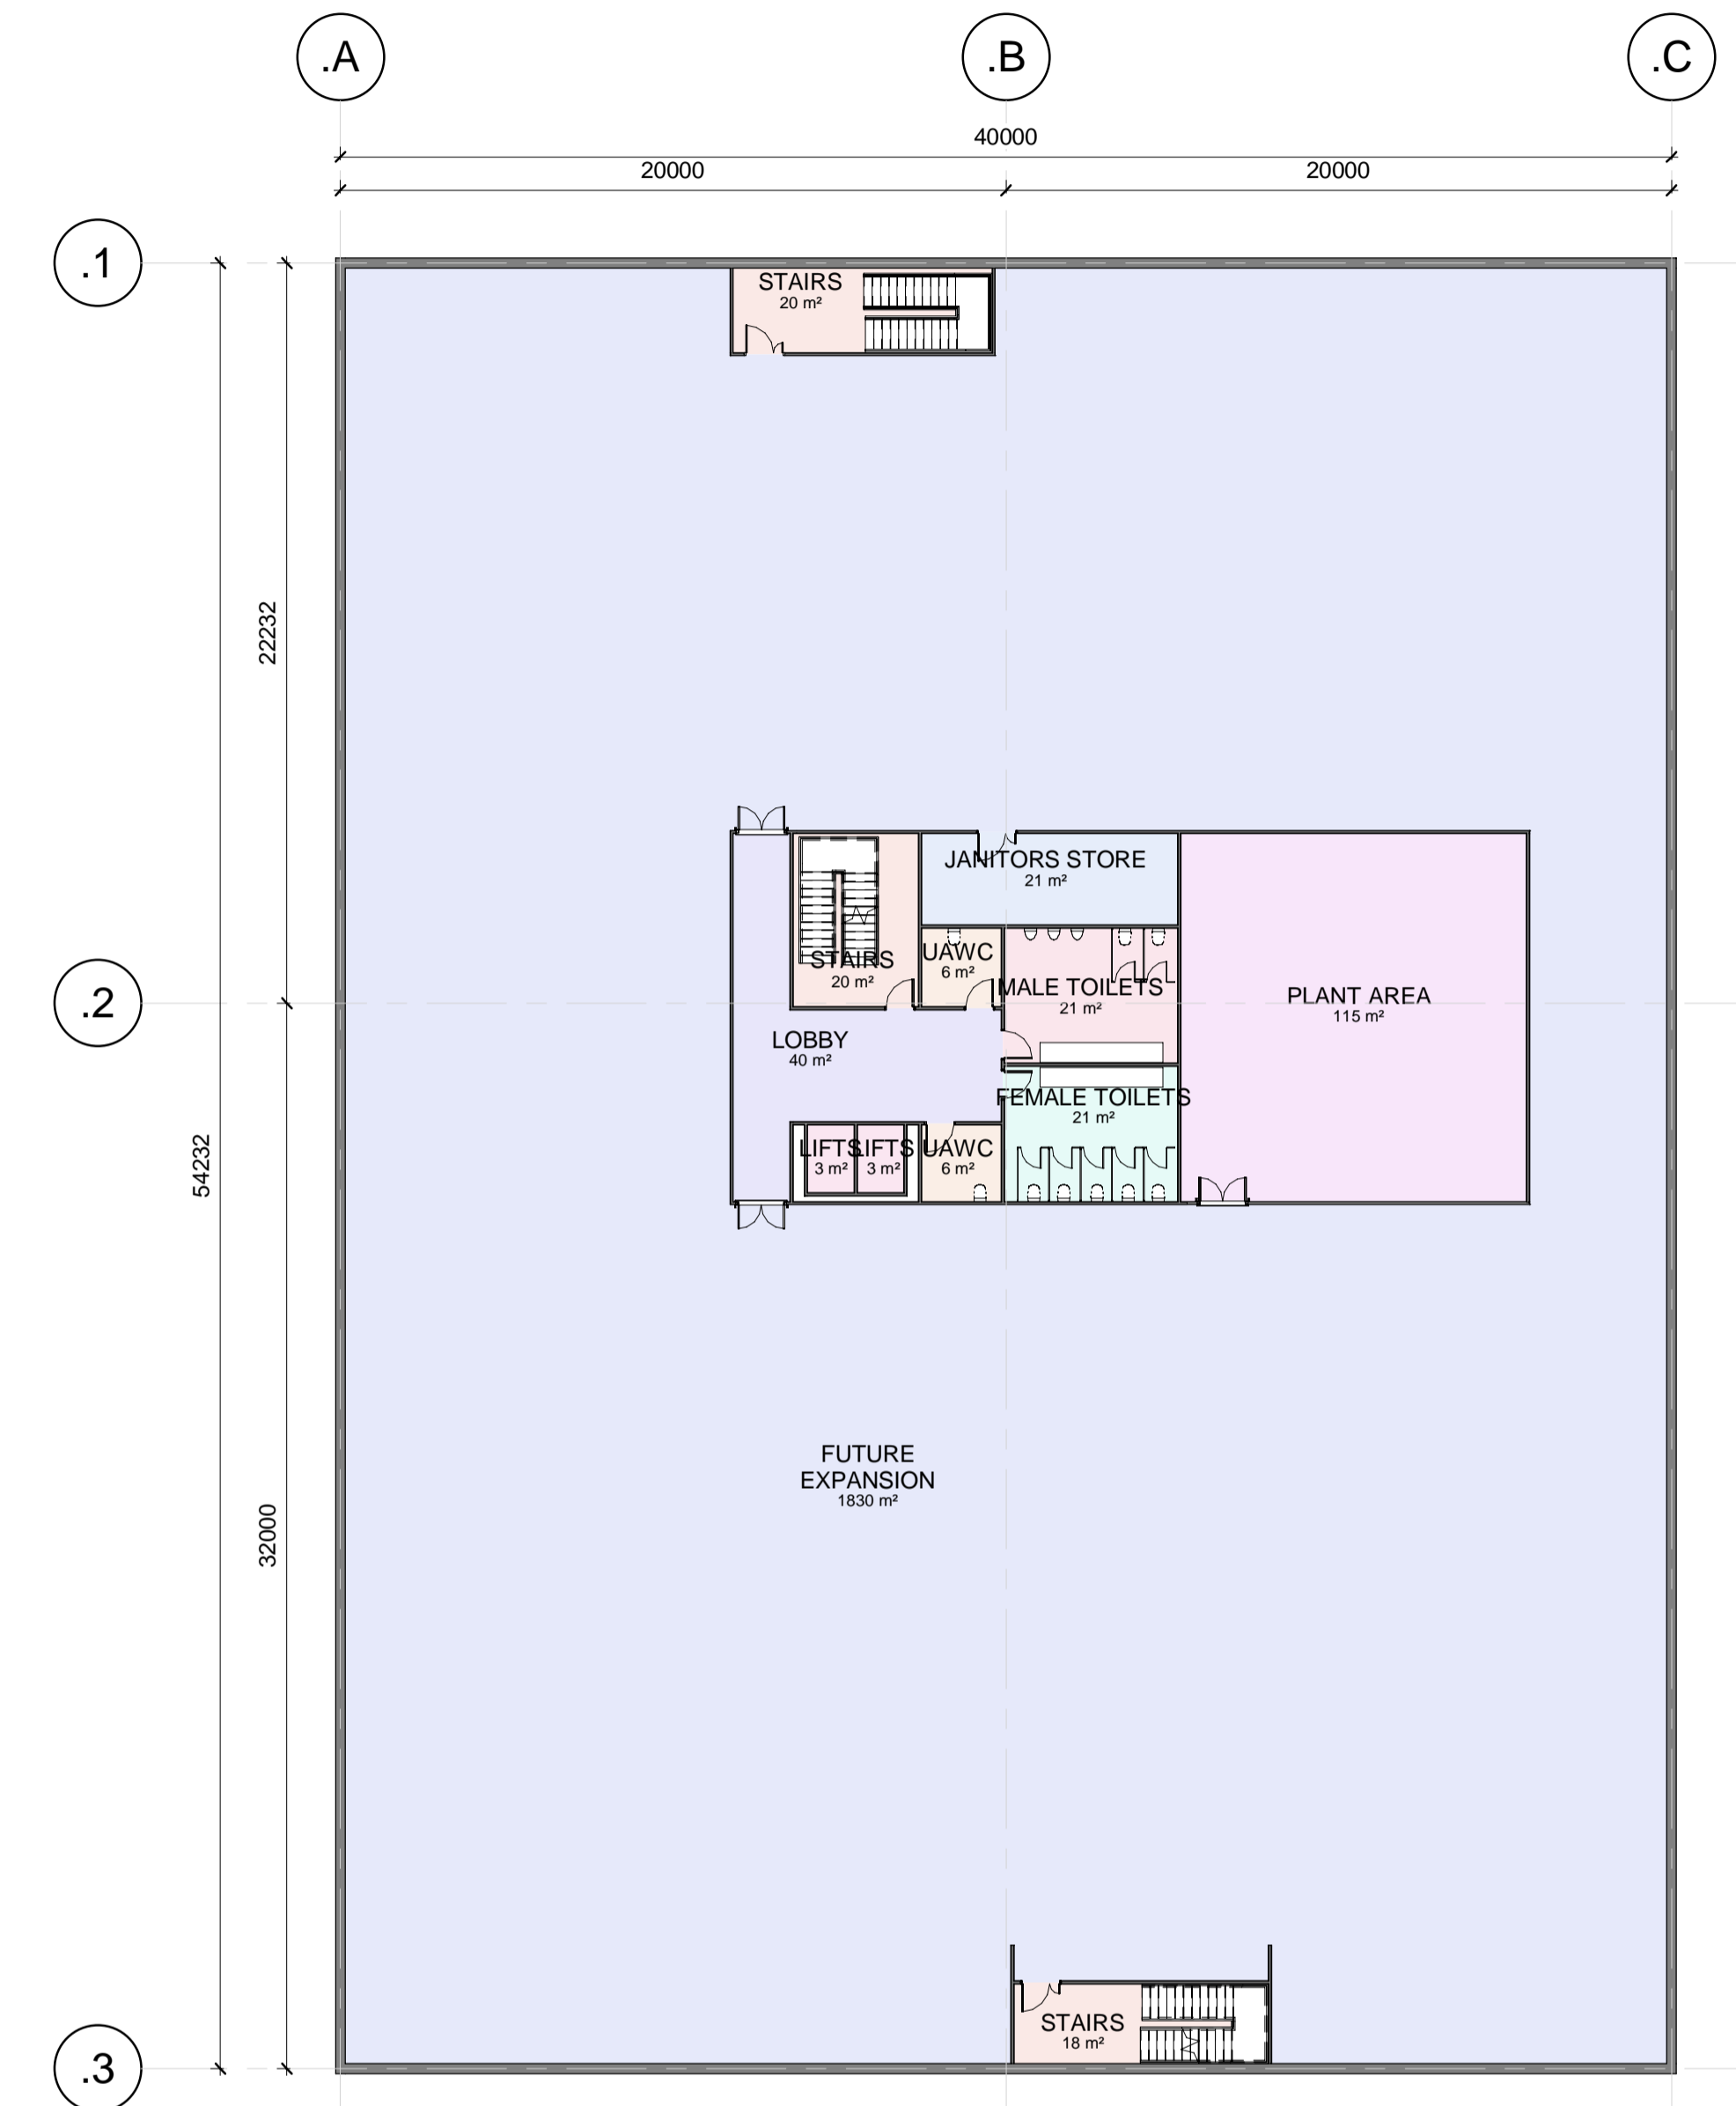 .A
.B
.C
40000
20000
20000
.1
STAIRS
20 m²
22232
JANITORS STORE
21 m²
STAIRS
20 m²
UAWC
6 m²
MALE TOILETS
21 m²
PLANT AREA
115 m²
.2
LOBBY
40 m²
FEMALE TOILETS
21 m²
LIFTS
3 m²
LIFTS
3 m²
UAWC
6 m²
54232
FUTURE
EXPANSION
1830 m²
32000
STAIRS
18 m²
.3